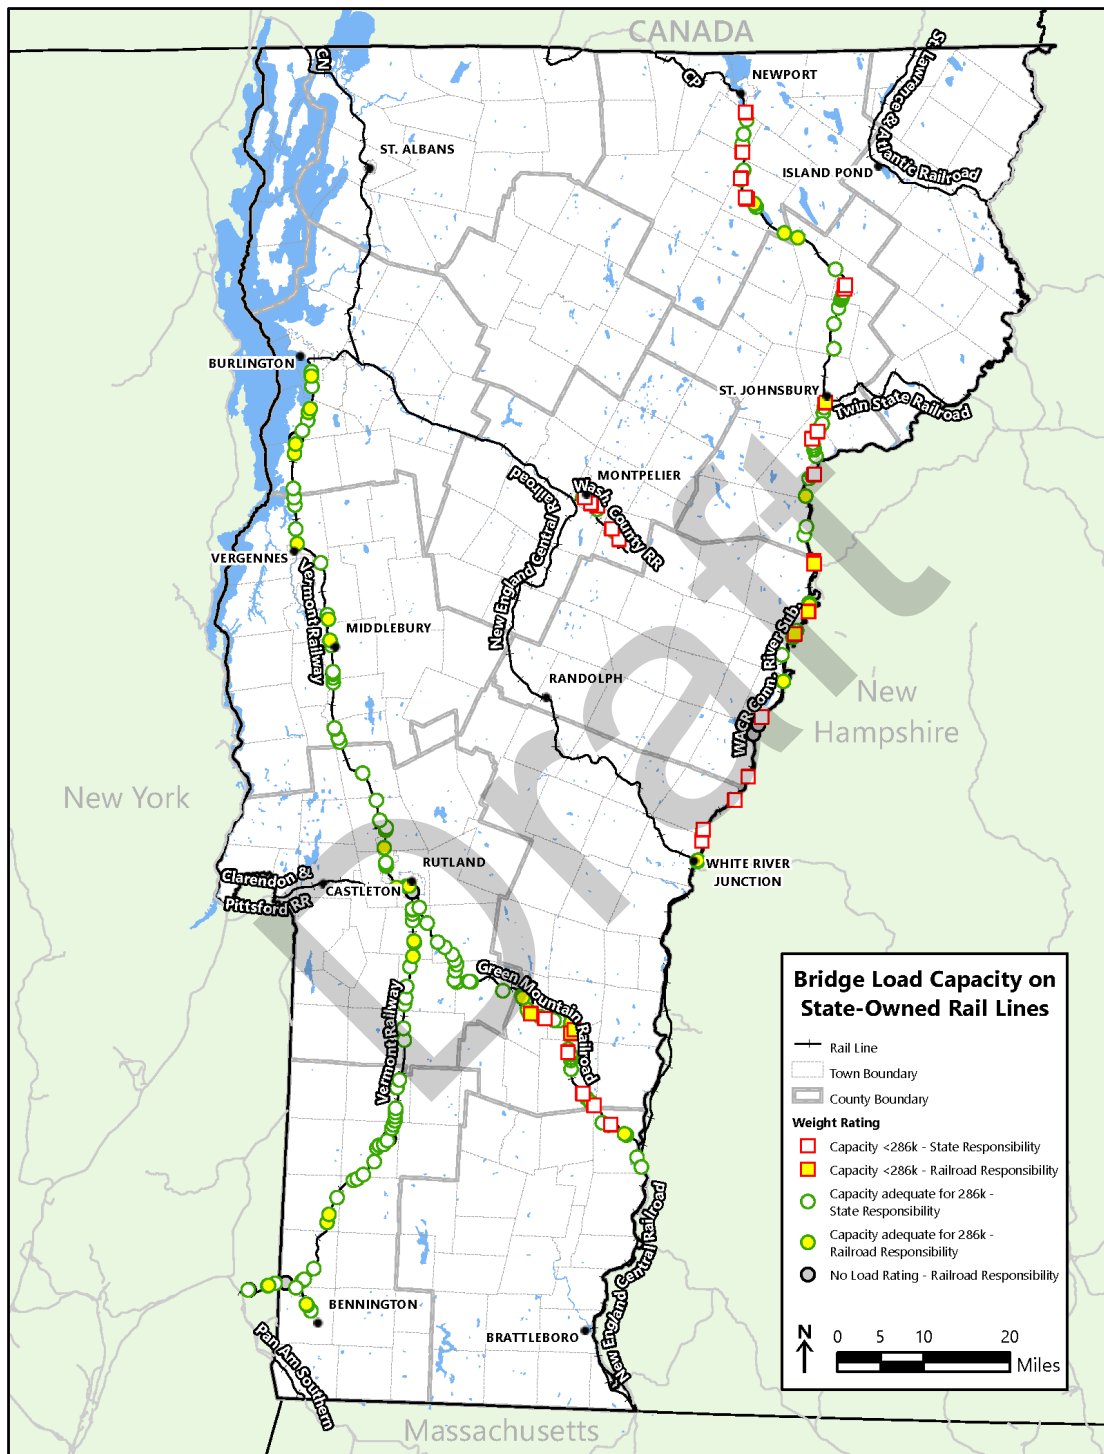 CANADA
CN
CP
NEWPORT
St. Lawrence & Atlantic Railroad
ST. ALBANS
ISLAND POND
BURLINGTON
ST. JOHNSBURY
Twin State Railroad
MONTPELIER
Wash. County RR
New England Central Railroad
VERGENNES
Vermont Railway
MIDDLEBURY
WACR Conn. River Sub.
RANDOLPH
New
Hampshire
New York
Draft
RUTLAND
WHITE RIVER
JUNCTION
Clarendon &
Pittsford RR
CASTLETON
Green Mountain Railroad
Vermont Railway
New England Central Railroad
BENNINGTON
BRATTLEBORO
Pan Am Southern
Massachusetts
Bridge Load Capacity on
State-Owned Rail Lines
Rail Line
Town Boundary
County Boundary
Weight Rating
Capacity <286k - State Responsibility
Capacity <286k - Railroad Responsibility
Capacity adequate for 286k -
State Responsibility
Capacity adequate for 286k -
Railroad Responsibility
No Load Rating - Railroad Responsibility
N
0 5 10 20
Miles